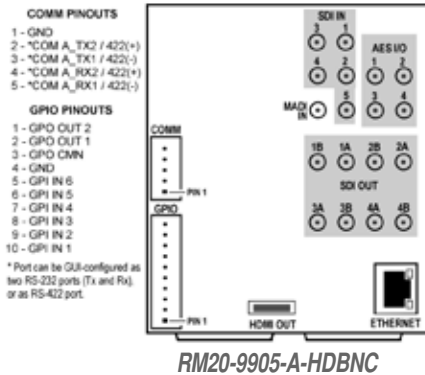 COMM PINOUTS
1 - GND
2 - *COM A_TX2 / 422(+)
3 - *COM A_TX1 / 422(-)
4 - *COM A_RX2 / 422(+)
5 - *COM A_RX1 / 422(-)
GPIO PINOUTS
1 - GPO OUT 2
2 - GPO OUT 1
3 - GPO CMN
4 - GND
5 - GPI IN 6
6 - GPI IN 5
7 - GPI IN 4
8 - GPI IN 3
9 - GPI IN 2
10 - GPI IN 1
* Port can be GUI-configured as
two RS-232 ports (Tx and Rx),
or as RS-422 port.
SDI IN
3 1
4 2
5
AES I/O
1 2
3 4
MADI
IN
COMM
PIN 1
1B 1A 2B 2A
SDI OUT
3A 3B 4A 4B
GPIO
PIN 1
HDMI OUT
ETHERNET
RM20-9905-A-HDBNC